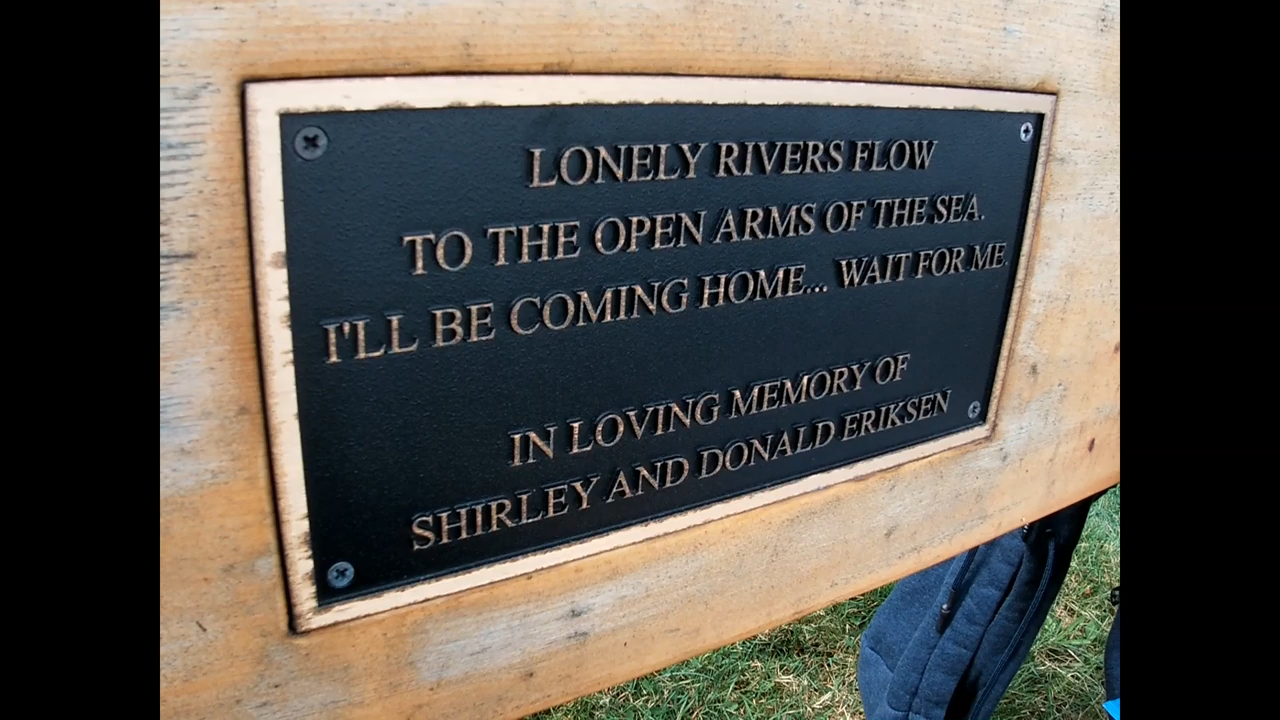 LONELY RIVERS FLOW
TO THE OPEN ARMS OF THE SEA.
I'LL BE COMING HOME... WAIT FOR ME.
IN LOVING MEMORY OF
SHIRLEY AND DONALD ERIKSEN